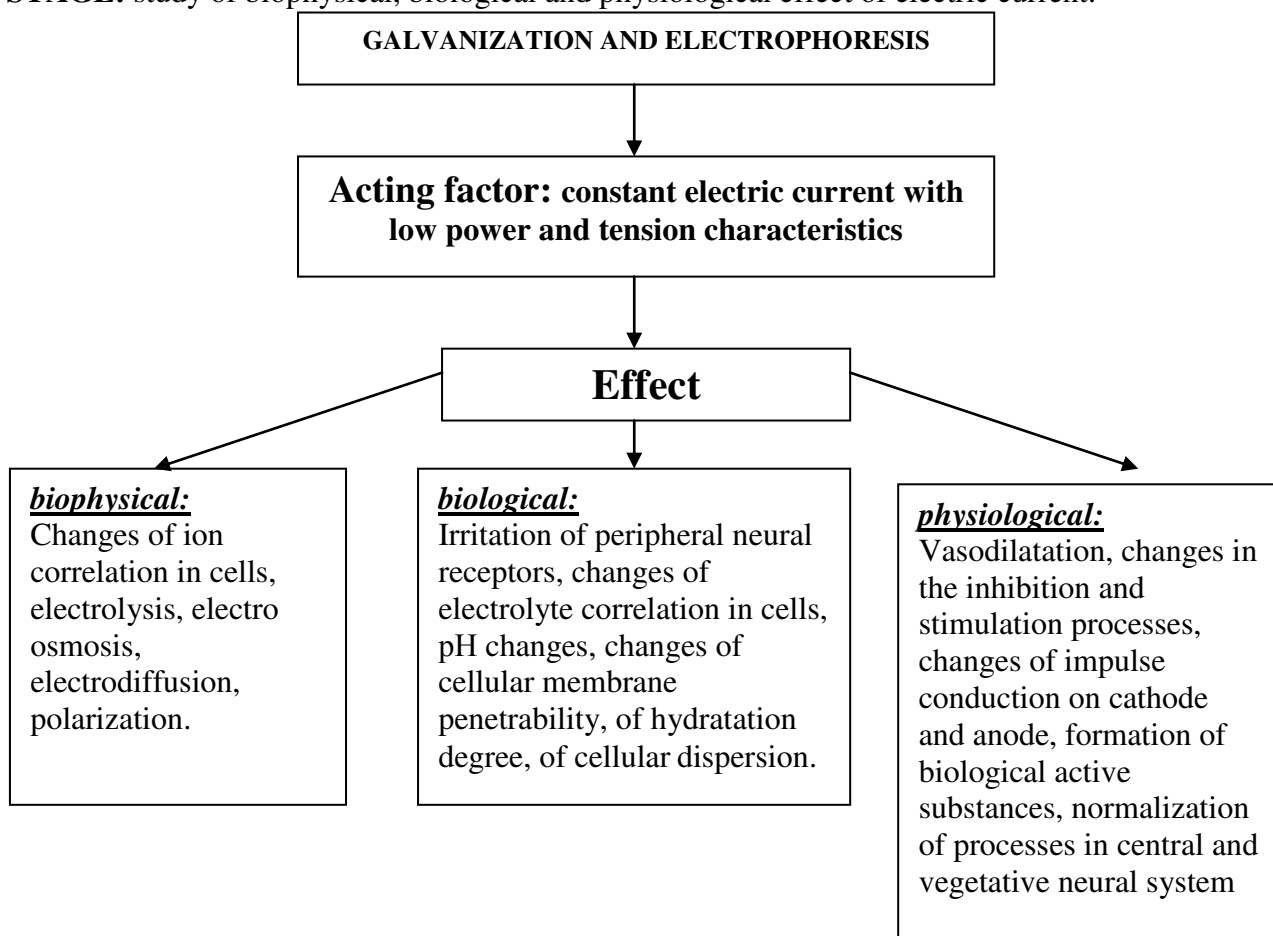 STAGE: study of biophysical, biological and physiological effect of electric current.
GALVANIZATION AND ELECTROPHORESIS
Acting factor: constant electric current with
low power and tension characteristics
Effect
biophysical:
Changes of ion
correlation in cells,
electrolysis, electro
osmosis,
electrodiffusion,
polarization.
biological:
Irritation of peripheral neural
receptors, changes of
electrolyte correlation in cells,
pH changes, changes of
cellular membrane
penetrability, of hydratation
degree, of cellular dispersion.
physiological:
Vasodilatation, changes in
the inhibition and
stimulation processes,
changes of impulse
conduction on cathode
and anode, formation of
biological active
substances, normalization
of processes in central and
vegetative neural system